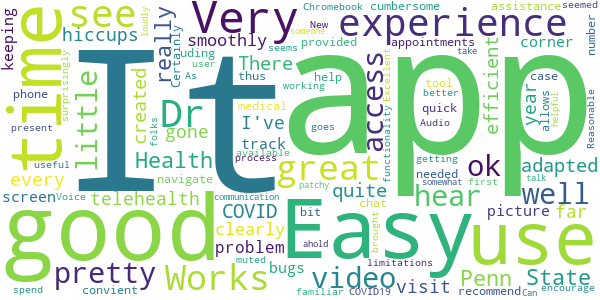 Chromebook cumbersome assistance seemed
keeping see Very experience New someone take number
hiccups really smoothly provided appointments corner
loudly Certainly uding user There help seems case
time It app
surprisingly little created Dr I've access efficient year allows
phone As gone thus working great functionality Excellent tool better quick Audio Reasonable helpful
present folks track medical goes ok adapted
every Health process available needed getting somewhat first talk
useful navigate quite hear well
screen telehealth communication patchy chat brought
Voice COVID bit picture far
good clearly Easy use
problem muted ahold limitations Penn State
pretty Works bugs video visit recommend Can
spend convient familiar COVID19 encourage